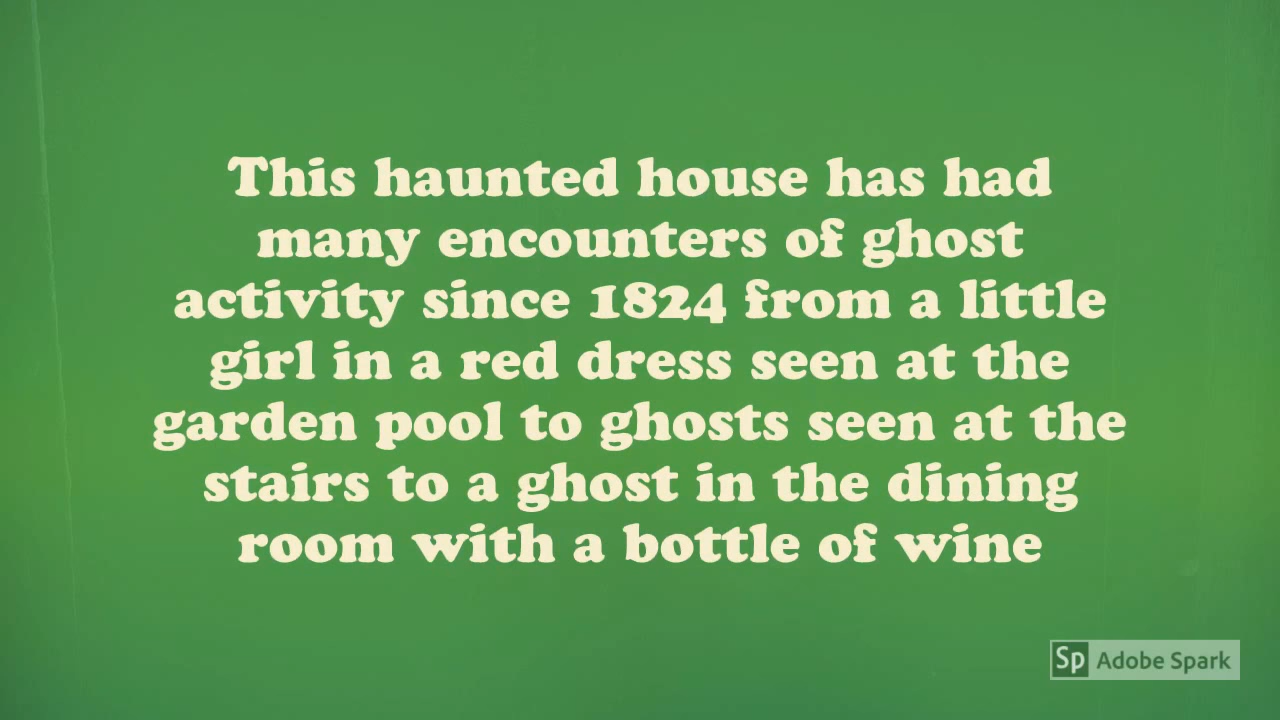 This haunted house has had
many encounters of ghost
activity since 1824 from a little
girl in a red dress seen at the
garden pool to ghosts seen at the
stairs to a ghost in the dining
room with a bottle of wine
Sp Adobe Spark